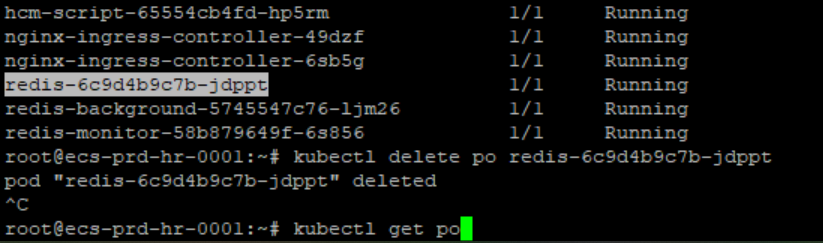 hcm-script-65554cb4fd-hp5rm 1/1 Running
nginx-ingress-controller-49dzf 1/1 Running
nginx-ingress-controller-6sb5g 1/1 Running
redis-6c9d4b9c7b-jdppt 1/1 Running
redis-background-5745547c76-ljm26 1/1 Running
redis-monitor-58b879649f-6s856 1/1 Running
root@ecs-prd-hr-0001:~# kubectl delete po redis-6c9d4b9c7b-jdppt
pod "redis-6c9d4b9c7b-jdppt" deleted
^C
root@ecs-prd-hr-0001:~# kubectl get po